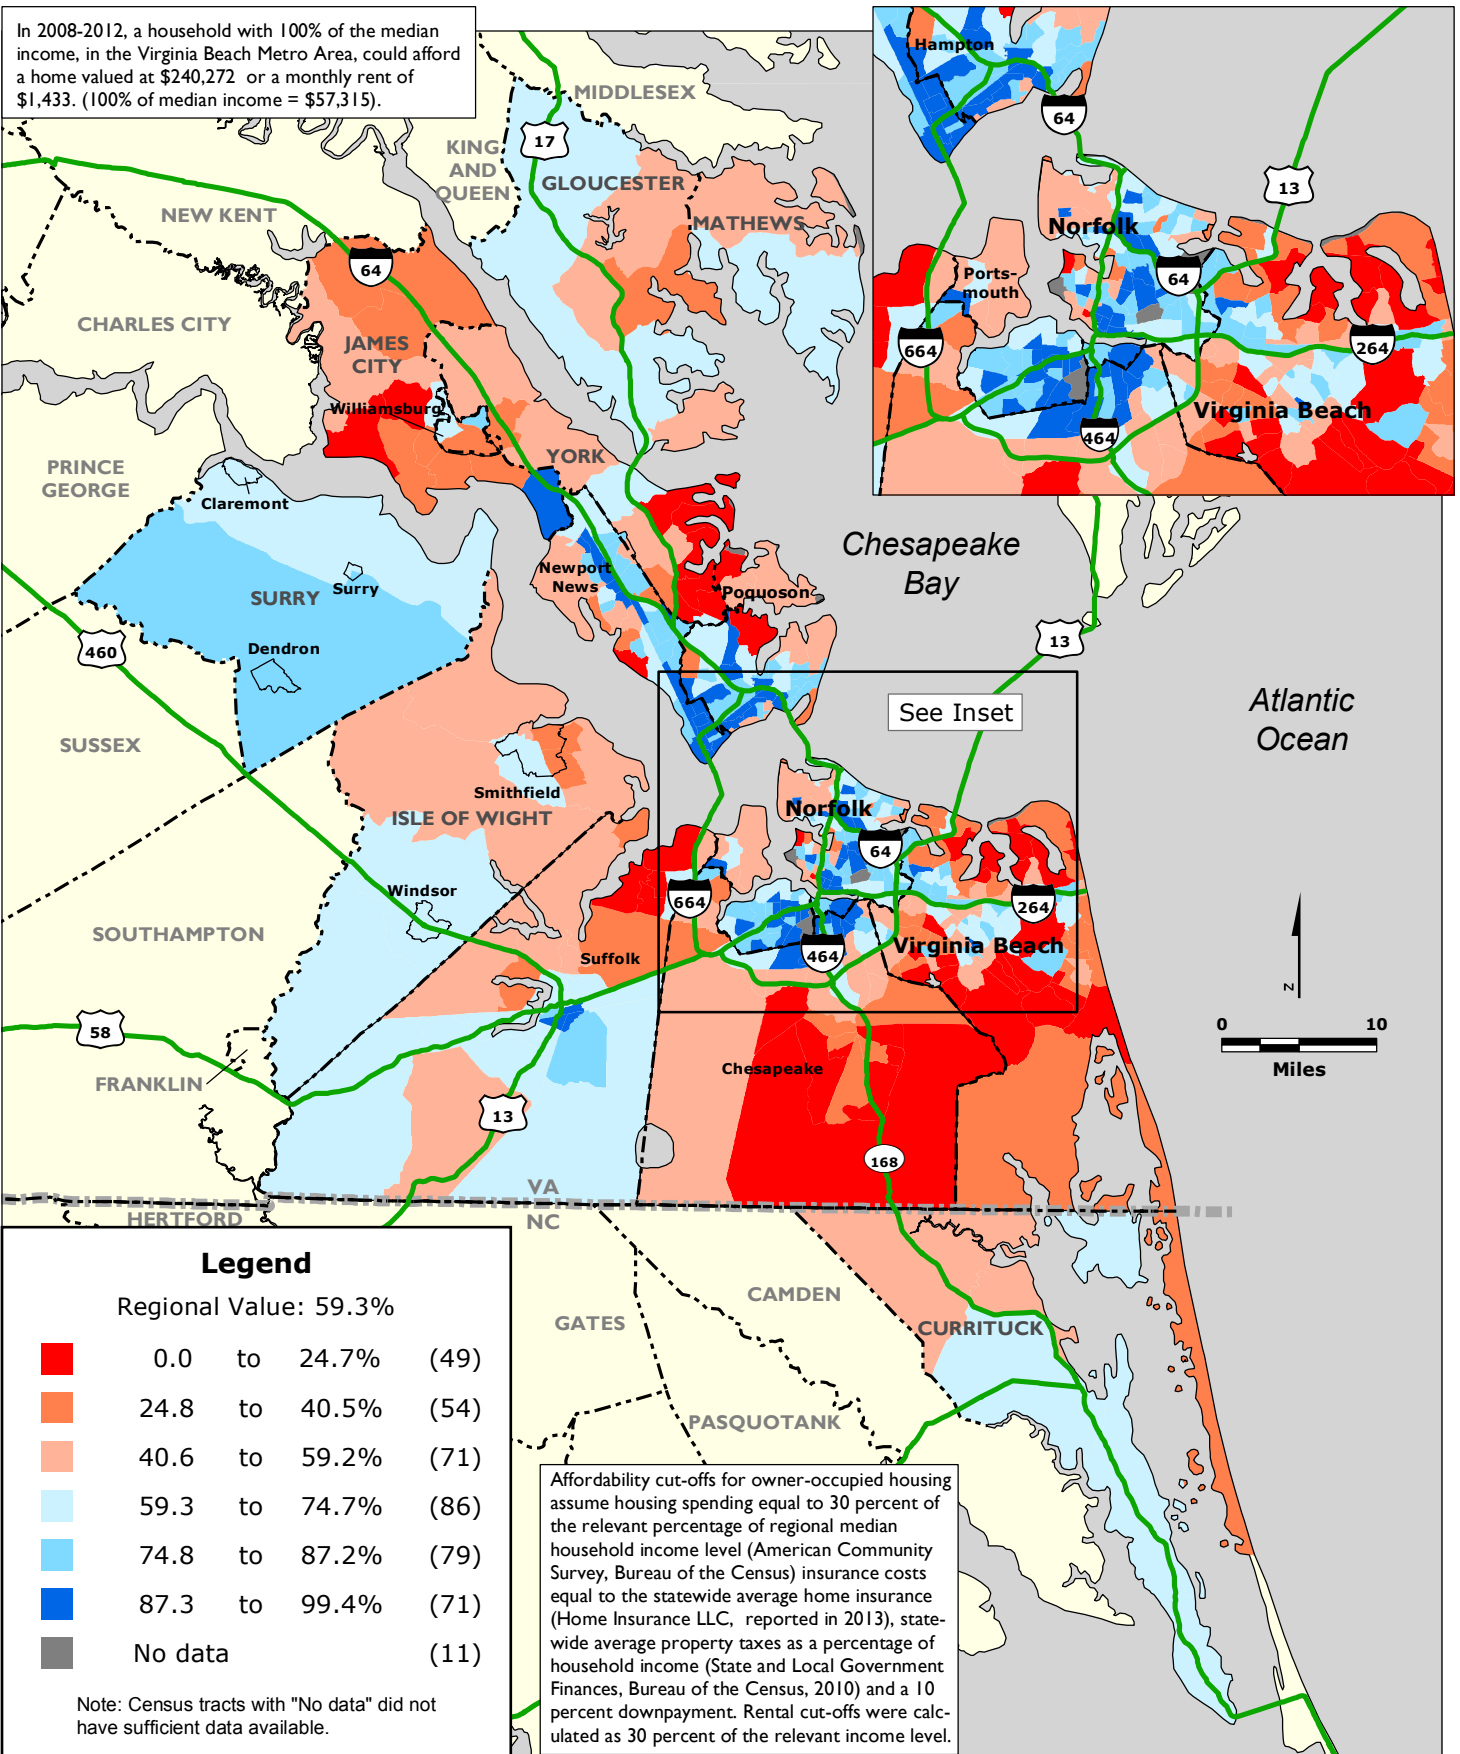 In 2008-2012, a household with 100% of the median
income, in the Virginia Beach Metro Area, could afford
a home valued at $240,272 or a monthly rent of
$1,433. (100% of median income = $57,315).
MIDDLESEX
17
KING
AND
QUEEN
GLOUCESTER
NEW KENT
MATHEWS
64
CHARLES CITY
JAMES
CITY
Williamsburg
YORK
PRINCE
GEORGE
Claremont
Newport
News
Poquoson
SURRY
Surry
Dendron
460
SUSSEX
Smithfield
ISLE OF WIGHT
Windsor
SOUTHAMPTON
Suffolk
58
FRANKLIN
13
Chesapeake
168
Norfolk
64
664
264
464
Virginia Beach
See Inset
13
Chesapeake
Bay
Atlantic
Ocean
Hampton
64
13
Norfolk
Ports-
mouth
64
664
264
Virginia Beach
464
N
0 10
Miles
VA
NC
HERTFORD
GATES
CAMDEN
PASQUOTANK
CURRITUCK
Legend
Regional Value: 59.3%
0.0 to 24.7% (49)
24.8 to 40.5% (54)
40.6 to 59.2% (71)
59.3 to 74.7% (86)
74.8 to 87.2% (79)
87.3 to 99.4% (71)
No data (11)
Note: Census tracts with "No data" did not
have sufficient data available.
Affordability cut-offs for owner-occupied housing
assume housing spending equal to 30 percent of
the relevant percentage of regional median
household income level (American Community
Survey, Bureau of the Census) insurance costs
equal to the statewide average home insurance
(Home Insurance LLC, reported in 2013), state-
wide average property taxes as a percentage of
household income (State and Local Government
Finances, Bureau of the Census, 2010) and a 10
percent downpayment. Rental cut-offs were calc-
ulated as 30 percent of the relevant income level.